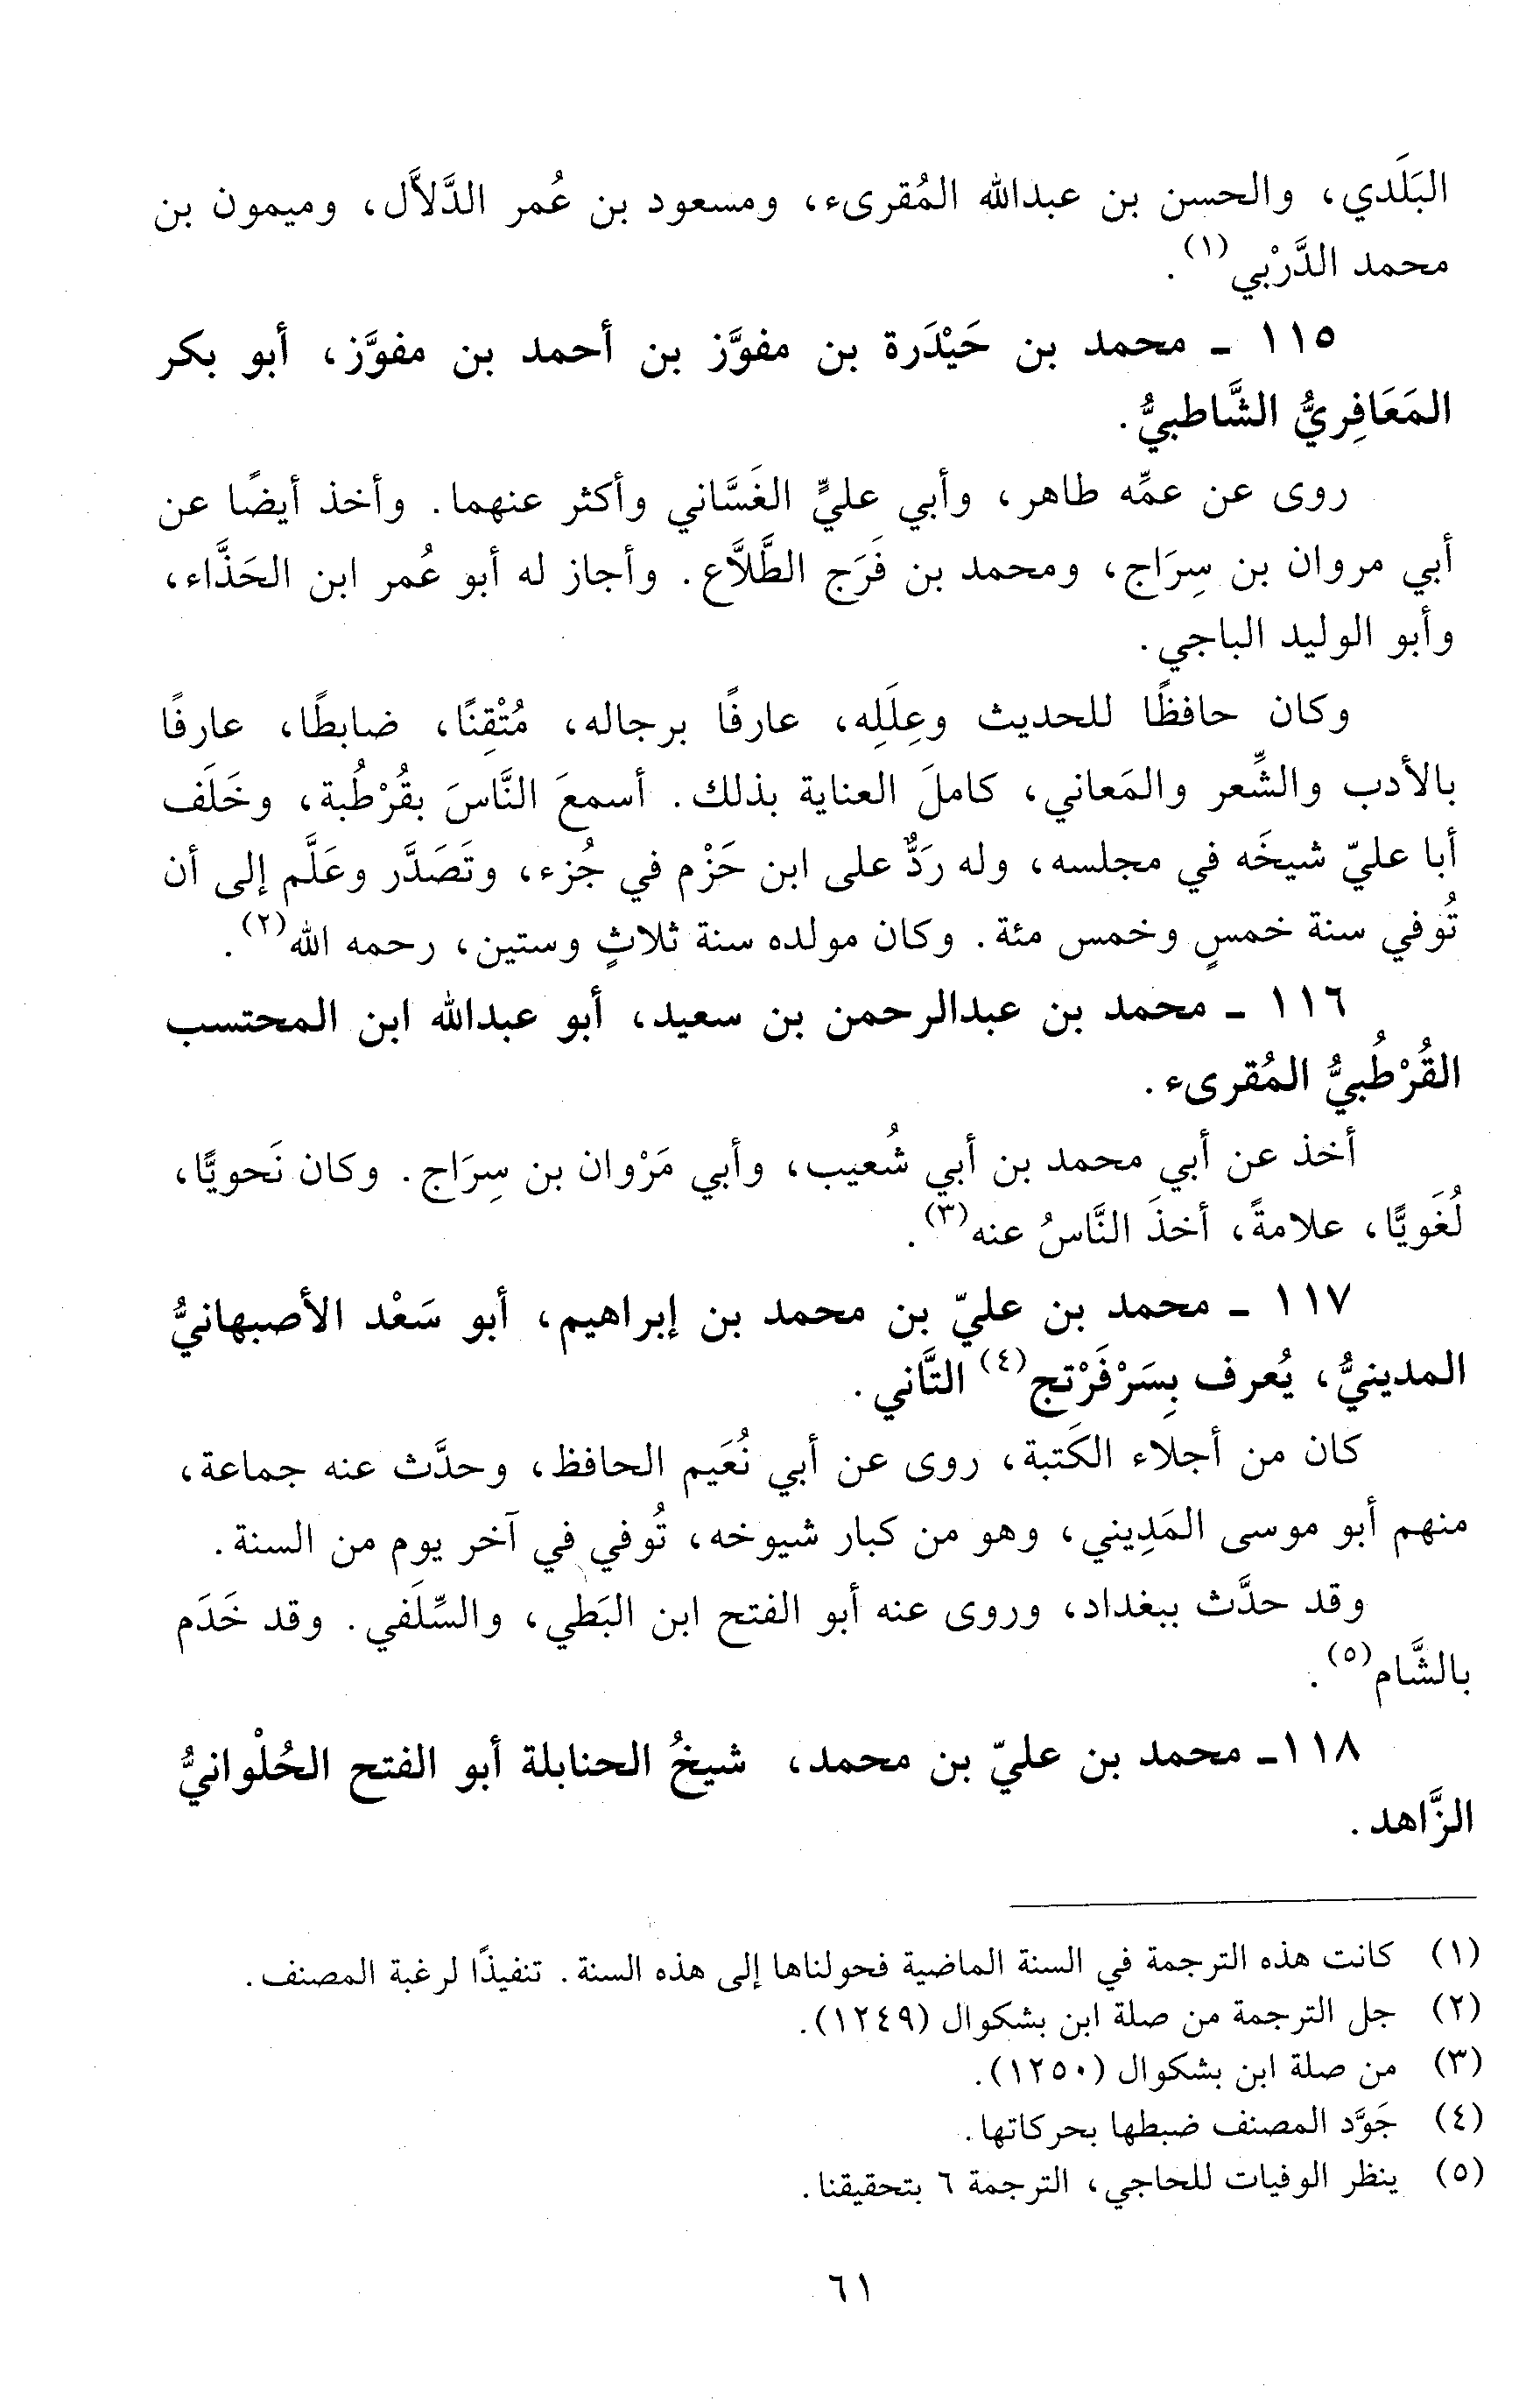 البَلَدي، والحسن بن عبدالله المُقرىء، ومسعود بن عُمر الدَّلاَّل، وميمون بن
محمد الدَّرْبي(١).
١١٥ ـ محمد بن حَيْدَرة بن مفوَّز بن أحمد بن مفوَّز، أبو بكر
المَعَافِريُّ الشَّاطبيُّ.
روى عن عمِّه طاهر، وأبي عليٍّ الغَسَّاني وأكثر عنهما. وأخذ أيضًا عن
أبي مروان بن سِرَاج، ومحمد بن فَرَج الطَّلاَّع. وأجاز له أبو عُمر ابن الحَذَّاء،
وأبو الوليد الباجي.
وكان حافظًا للحديث وعِلَلِه، عارفًا برجاله، مُتْقِنًا، ضابطًا، عارفًا
بالأدب والشِّعر والمَعاني، كاملَ العناية بذلك. أسمعَ النَّاسَ بقُرْطُبة، وخَلَف
أبا عليّ شيخَه في مجلسه، وله رَدٌّ على ابن حَزْم في جُزء، وتَصَدَّر وعَلَّم إلى أن
تُوفي سنة خمسٍ وخمس مئة. وكان مولده سنة ثلاثٍ وستين، رحمه الله(٢).
١١٦ ـ محمد بن عبدالرحمن بن سعيد، أبو عبدالله ابن المحتسب
القُرْطُبيُّ المُقرىء.
أخذ عن أبي محمد بن أبي شُعيب، وأبي مَرْوان بن سِرَاج. وكان نَحويًّا،
لُغَويًّا، علامةً، أخذَ النَّاسُ عنه(٣).
١١٧ ـ محمد بن عليّ بن محمد بن إبراهيم، أبو سَعْد الأصبهانيُّ
المدينيُّ، يُعرف بِسَرْفَرْتج(٤) التَّاني.
كان من أجلاء الكَتبة، روى عن أبي نُعَيم الحافظ، وحدَّث عنه جماعة،
منهم أبو موسى المَدِيني، وهو من كبار شيوخه، تُوفي في آخر يوم من السنة.
وقد حدَّث ببغداد، وروى عنه أبو الفتح ابن البَطي، والسِّلَفي. وقد خَدَم
بالشَّام(٥).
١١٨ـ محمد بن عليّ بن محمد، شيخُ الحنابلة أبو الفتح الحُلْوانيُّ
الزَّاهد.
(١) كانت هذه الترجمة في السنة الماضية فحولناها إلى هذه السنة. تنفيذًا لرغبة المصنف.
(٢) جل الترجمة من صلة ابن بشكوال (١٢٤٩).
(٣) من صلة ابن بشكوال (١٢٥٠).
(٤) جَوَّد المصنف ضبطها بحركاتها.
(٥) ينظر الوفيات للحاجي، الترجمة ٦ بتحقيقنا.
٦١